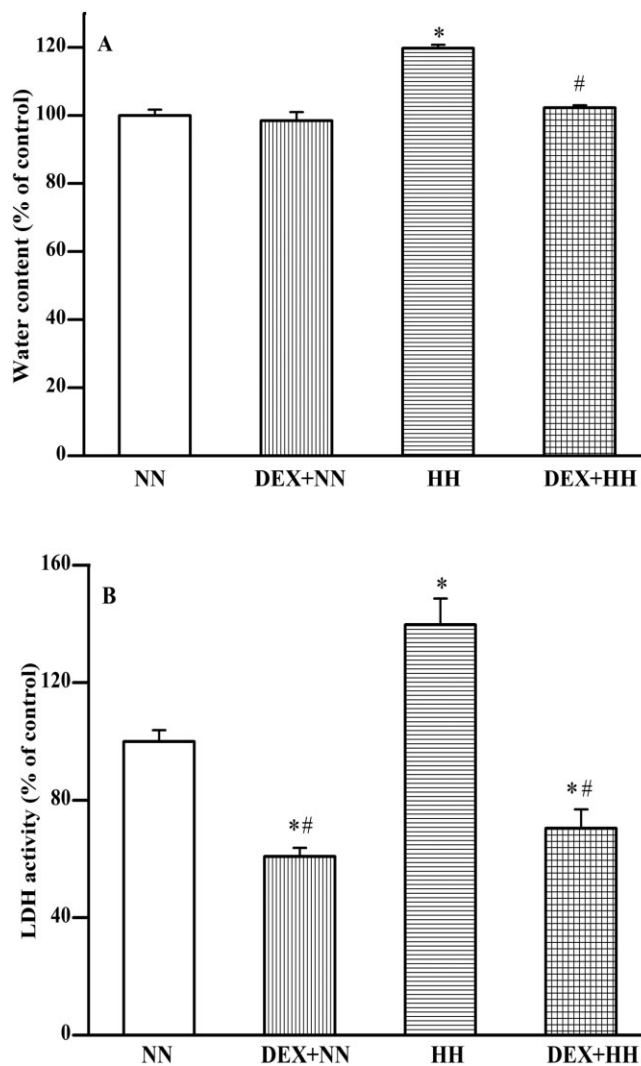 A
Water content (% of control)
120
100
80
60
40
20
0
*
#
NN DEX+NN HH DEX+HH
B
LDH activity (% of control)
160
120
80
40
0
*#
*
*#
NN DEX+NN HH DEX+HH